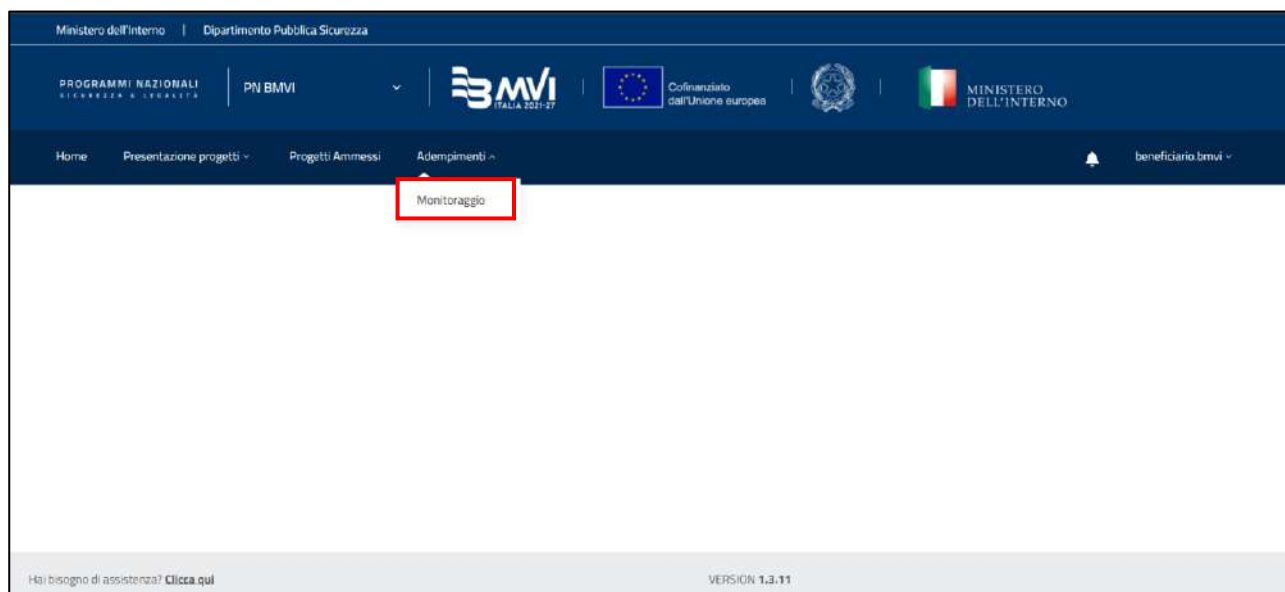 Ministero dell'Interno | Dipartimento Pubblica Sicurezza
PROGRAMMI NAZIONALI
SICUREZZA E LEGALITÀ
PN BMVI
BMVI
ITALIA 2021-27
Cofinanziato
dall'Unione europea
MINISTERO
DELL'INTERNO
Home Presentazione progetti Progetti Ammessi Adempimenti beneficiario.bmvi
Monitoraggio
Hai bisogno di assistenza? Clicca qui VERSION 1.3.11